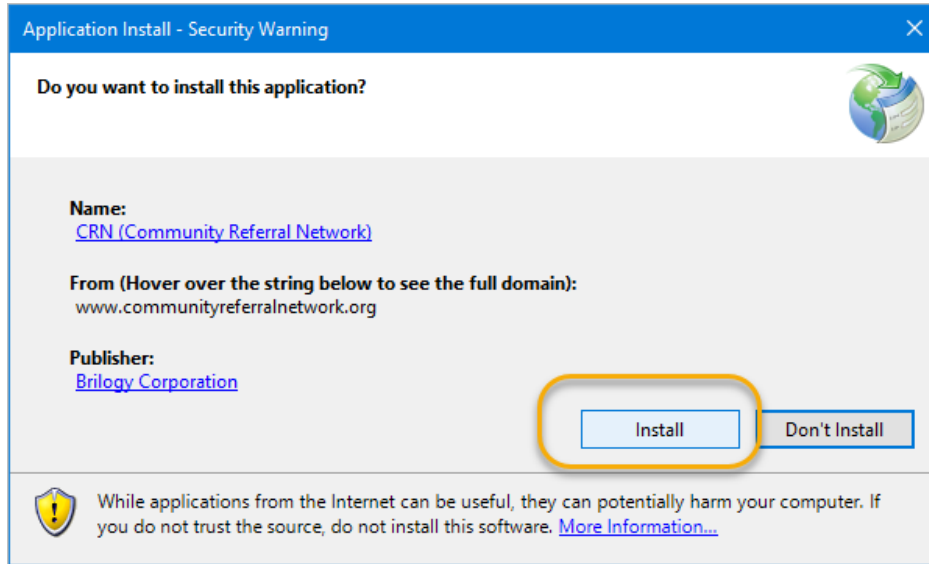 Application Install - Security Warning
Do you want to install this application?
Name:
CRN (Community Referral Network)
From (Hover over the string below to see the full domain):
www.communityreferralnetwork.org
Publisher:
Brilogy Corporation
Install
Don't Install
While applications from the Internet can be useful, they can potentially harm your computer. If
you do not trust the source, do not install this software. More Information...